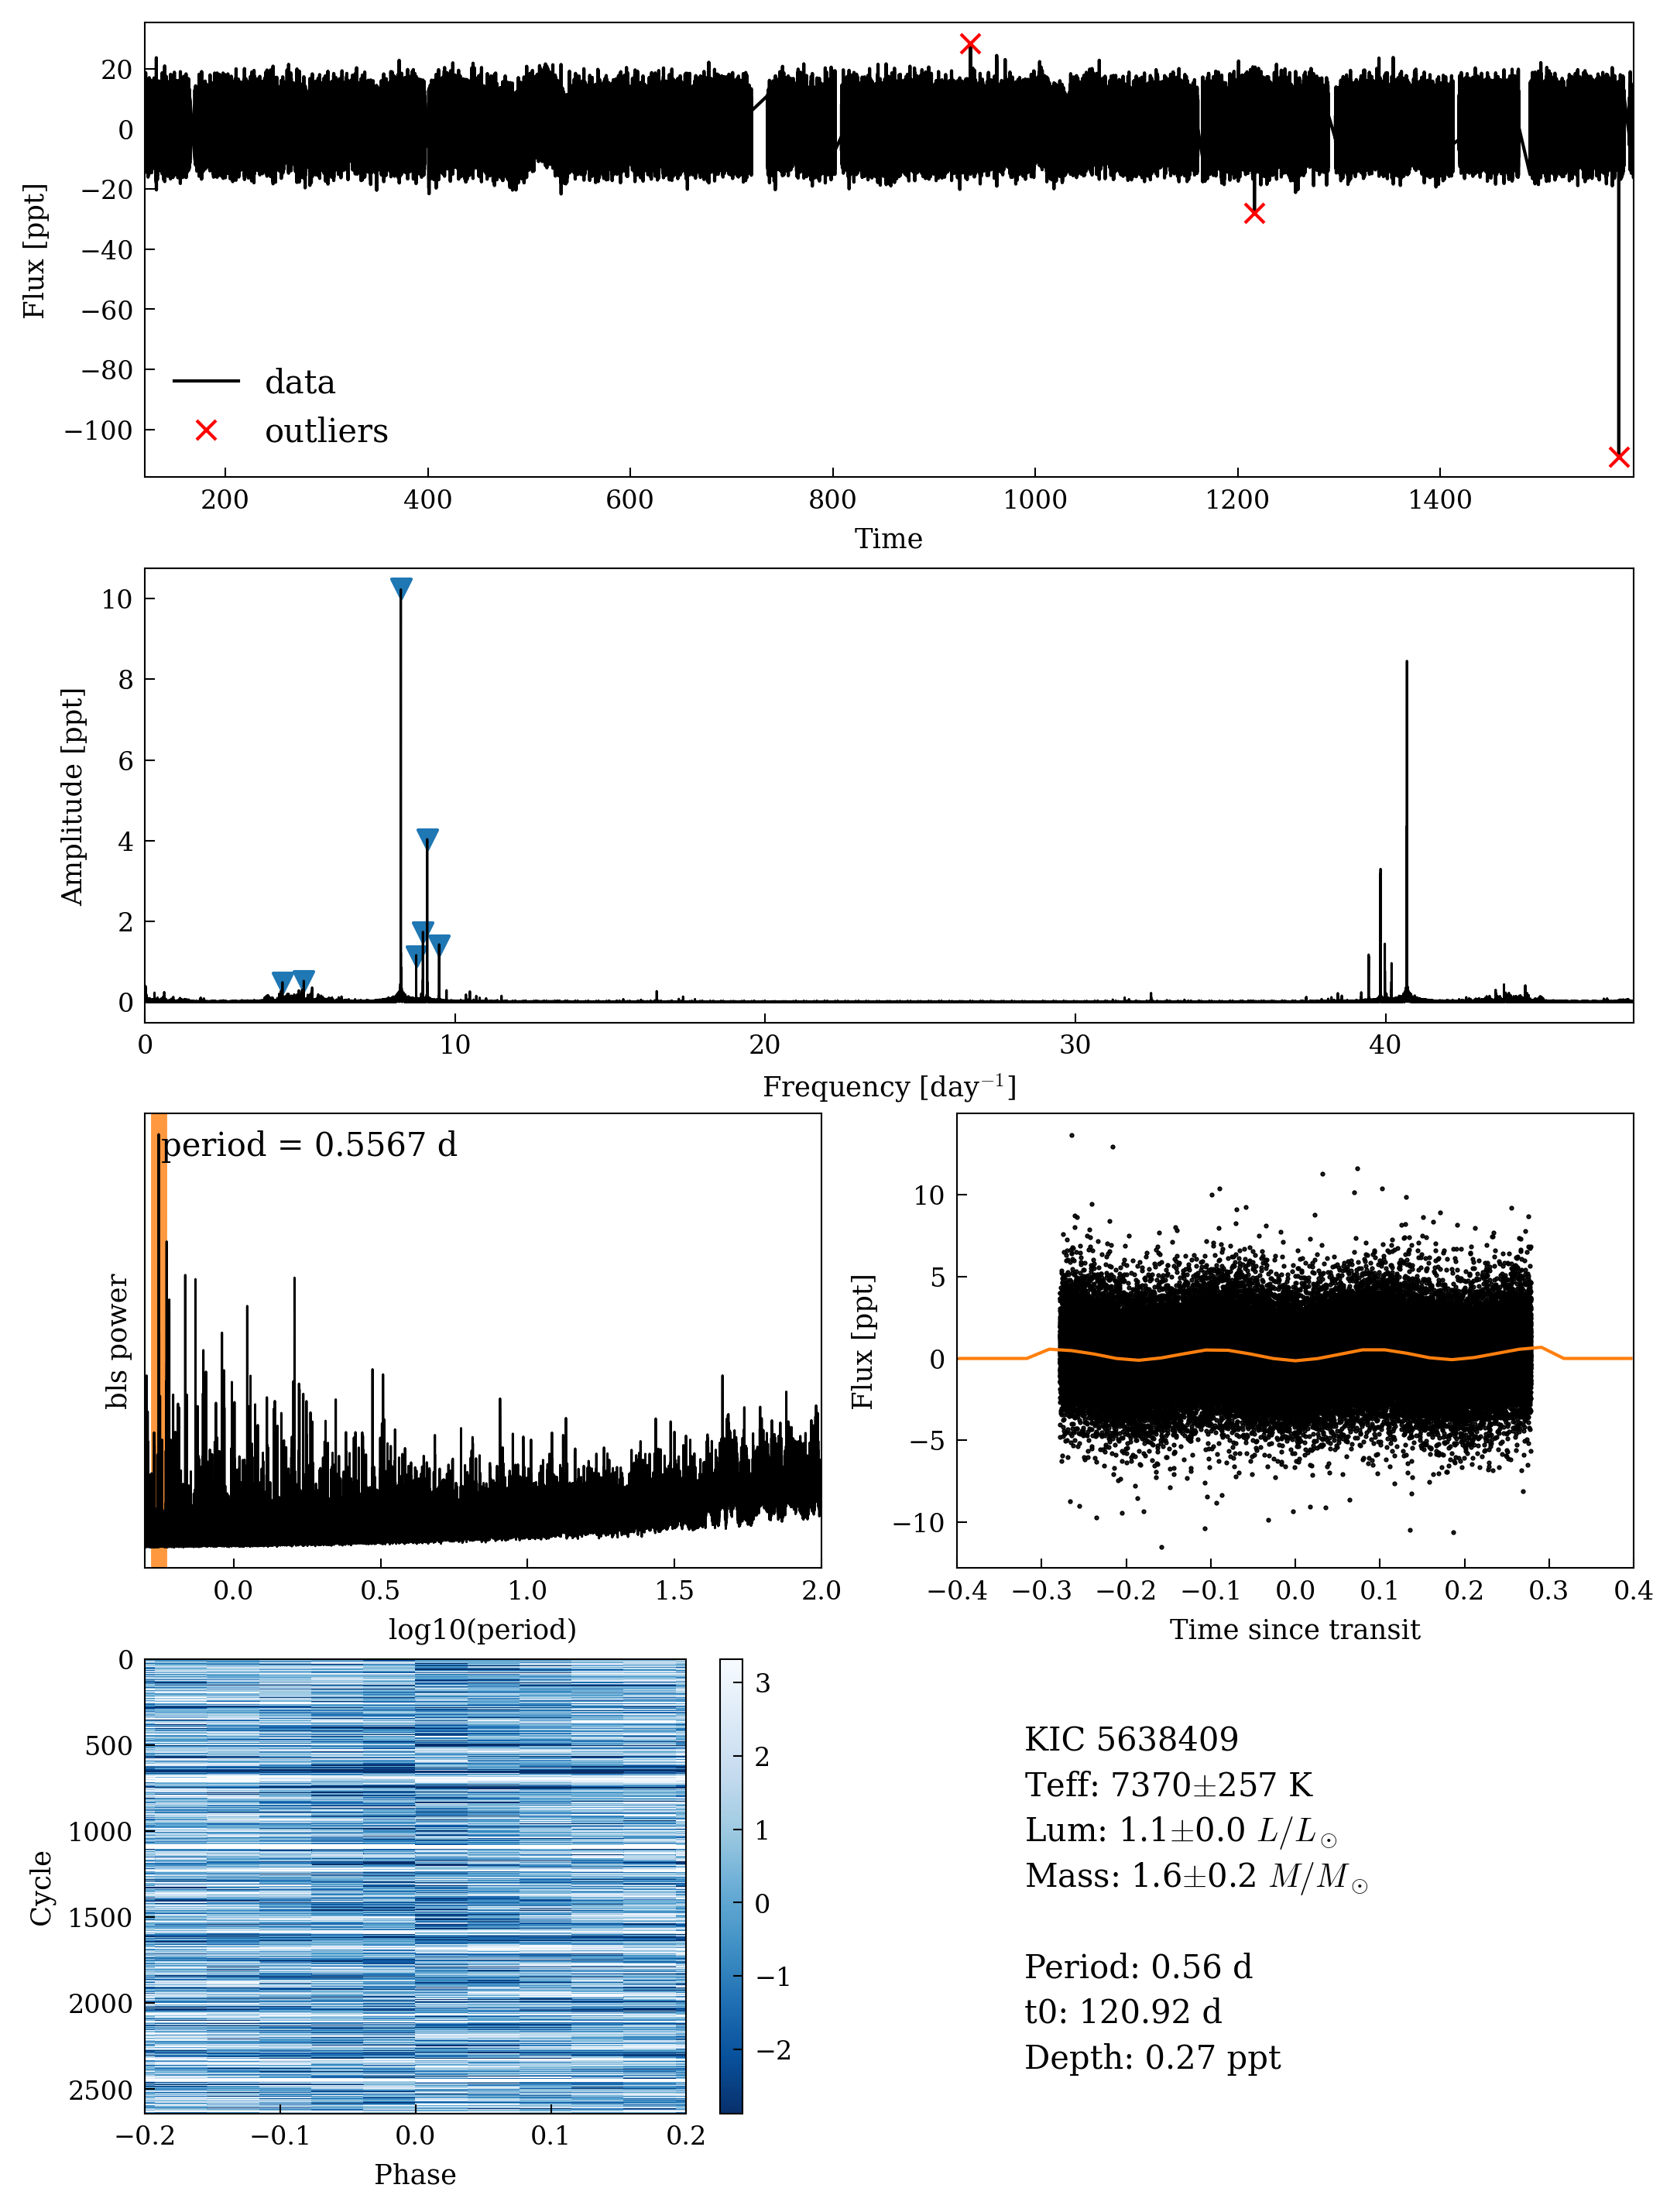 20
0
−20
−40
−60
−80
−100
Flux [ppt]
data
outliers
200 400 600 800 1000 1200 1400
Time
10
8
6
4
2
0
Amplitude [ppt]
0 10 20 30 40
Frequency [day⁻¹]
period = 0.5567 d
bls power
0.0 0.5 1.0 1.5 2.0
log10(period)
10
5
0
−5
−10
Flux [ppt]
−0.4 −0.3 −0.2 −0.1 0.0 0.1 0.2 0.3 0.4
Time since transit
0
500
1000
1500
2000
2500
Cycle
−0.2 −0.1 0.0 0.1 0.2
Phase
3
2
1
0
−1
−2
KIC 5638409
Teff: 7370±257 K
Lum: 1.1±0.0 L/L⊙
Mass: 1.6±0.2 M/M⊙
Period: 0.56 d
t0: 120.92 d
Depth: 0.27 ppt